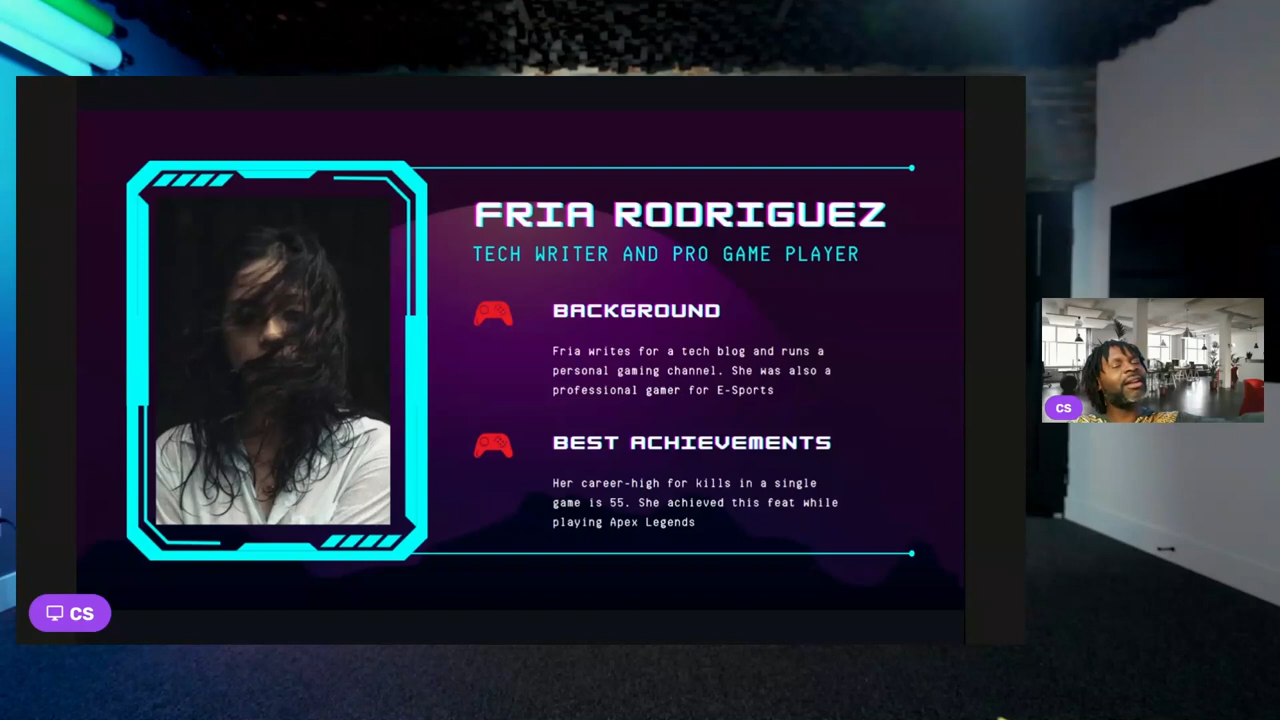 FRIA RODRIGUEZ
TECH WRITER AND PRO GAME PLAYER
BACKGROUND
Fria writes for a tech blog and runs a
personal gaming channel. She was also a
professional gamer for E-Sports
BEST ACHIEVEMENTS
Her career-high for kills in a single
game is 55. She achieved this feat while
playing Apex Legends
CS
CS